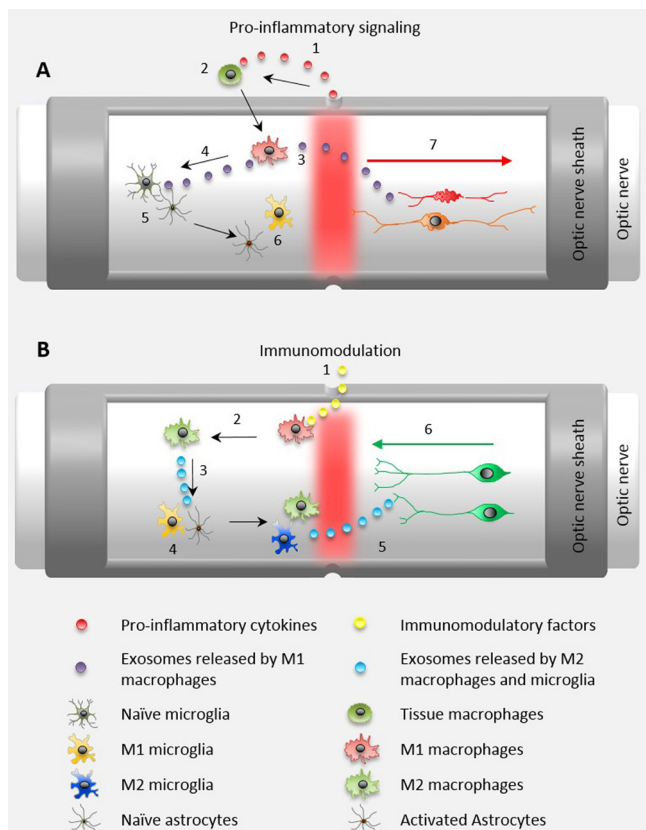 Pro-inflammatory signaling
A
1
2
3
4
5
6
7
Optic nerve sheath
Optic nerve
B
Immunomodulation
1
2
3
4
5
6
Optic nerve sheath
Optic nerve
Pro-inflammatory cytokines
Immunomodulatory factors
Exosomes released by M1
macrophages
Exosomes released by M2
macrophages and microglia
Naïve microglia
Tissue macrophages
M1 microglia
M1 macrophages
M2 microglia
M2 macrophages
Naïve astrocytes
Activated Astrocytes